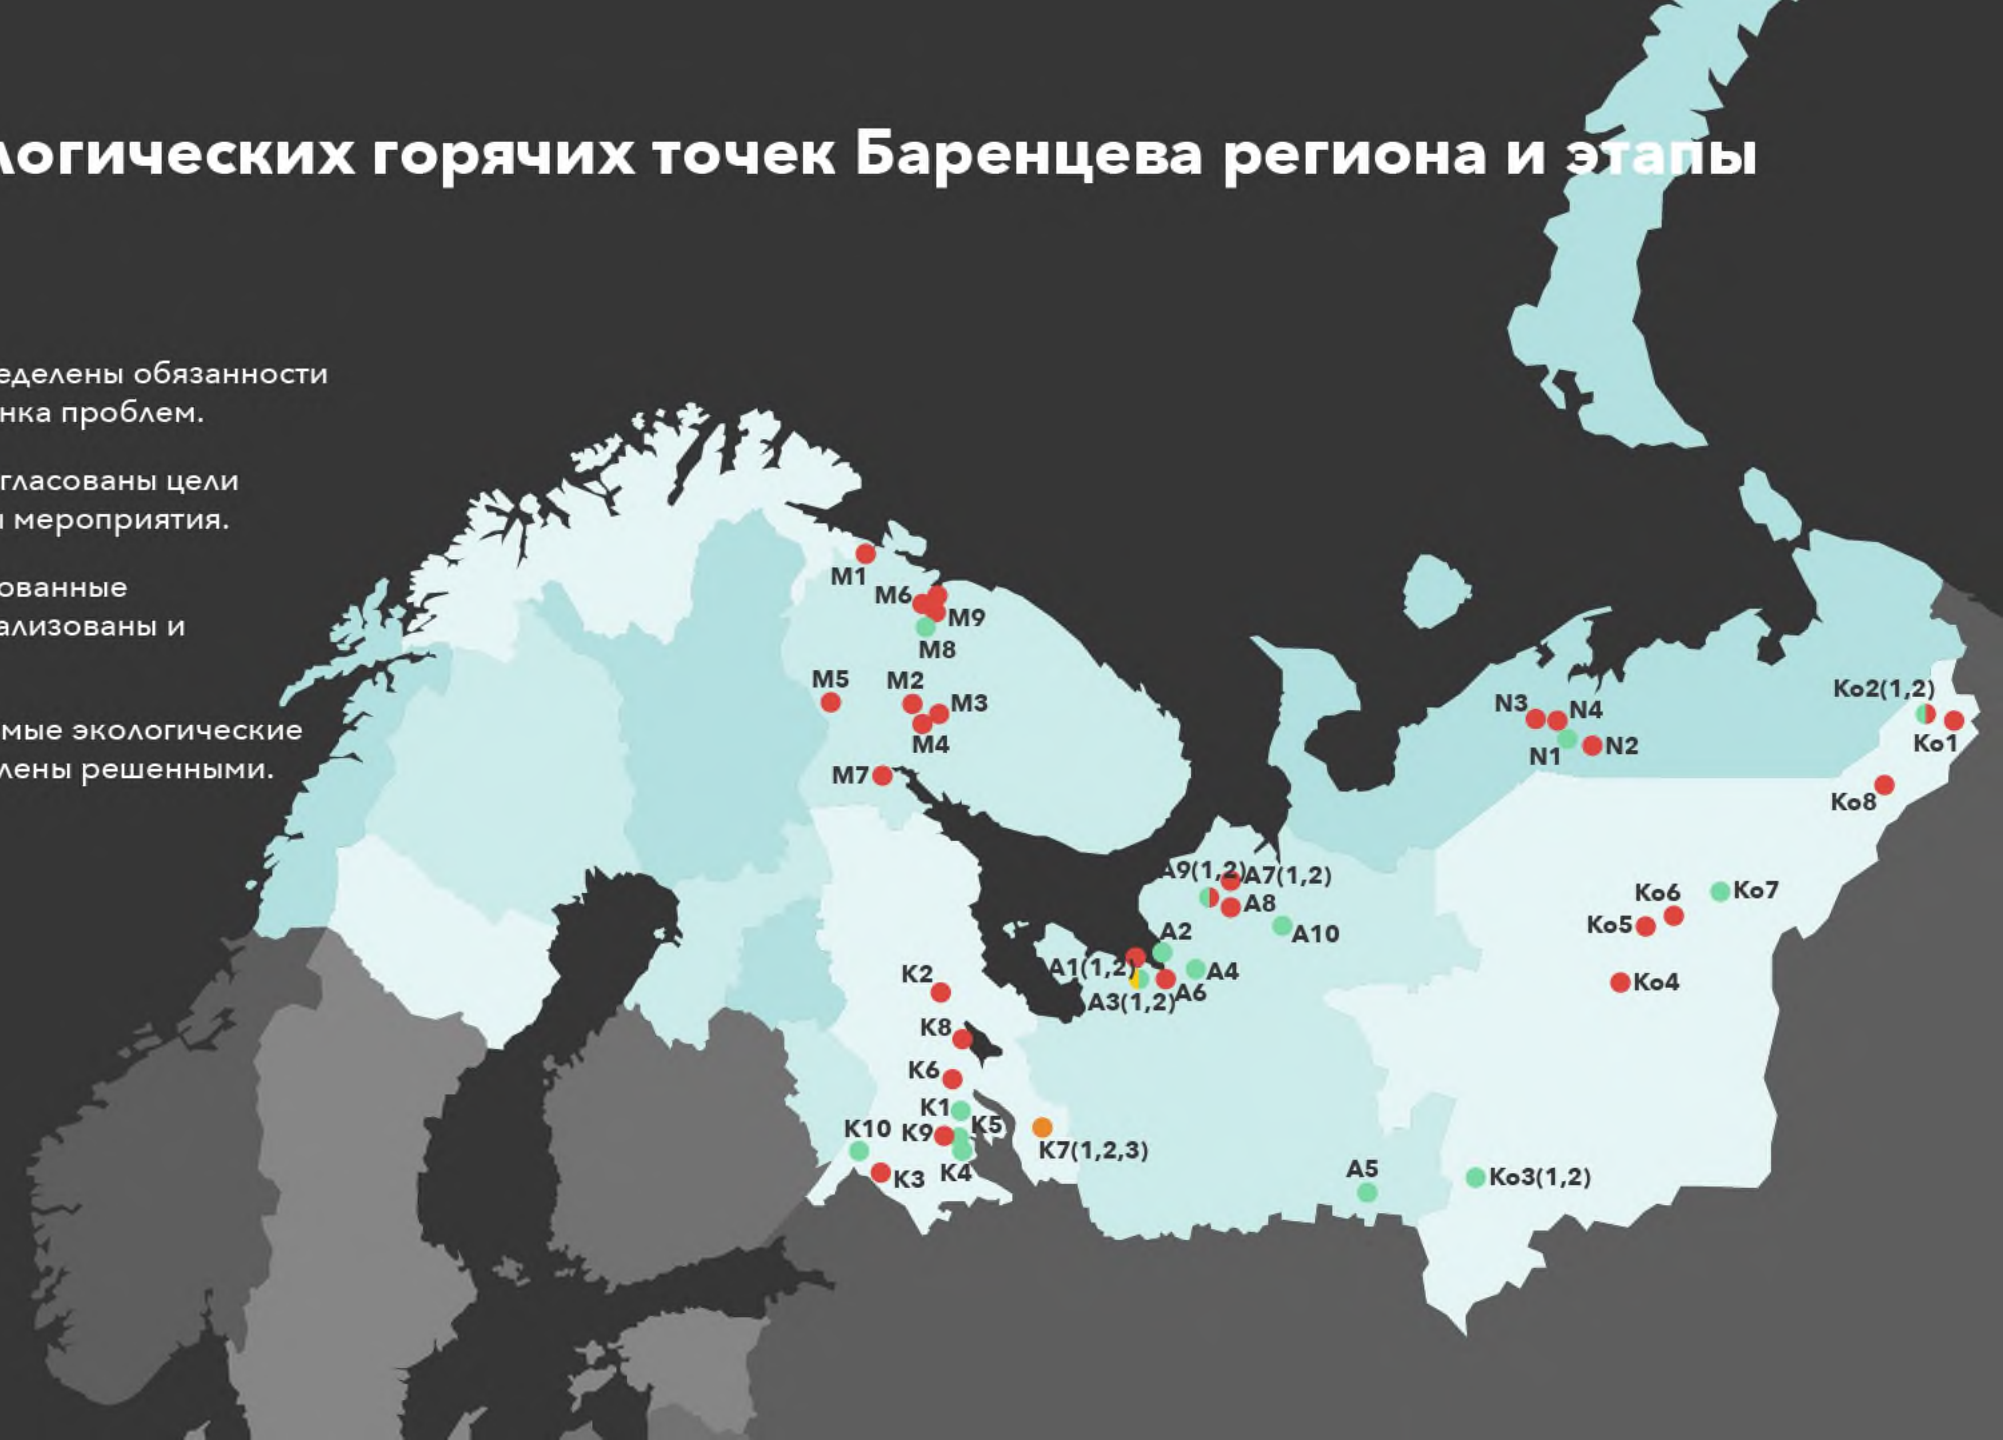 логических горячих точек Баренцева региона и этапы
еделены обязанности
нка проблем.
гласованы цели
и мероприятия.
ованные
ализованы и
мые экологические
лены решенными.
M1
M6
M9
M8
M5
M2
M3
M4
M7
N3
N4
N1
N2
Ko2(1,2)
Ko1
Ko8
A9(1,2)
A7(1,2)
A8
A10
A2
A1(1,2)
A4
A3(1,2)
A6
Ko6
Ko7
Ko5
Ko4
K2
K8
K6
K1
K5
K10
K9
K7(1,2,3)
K3
K4
A5
Ko3(1,2)